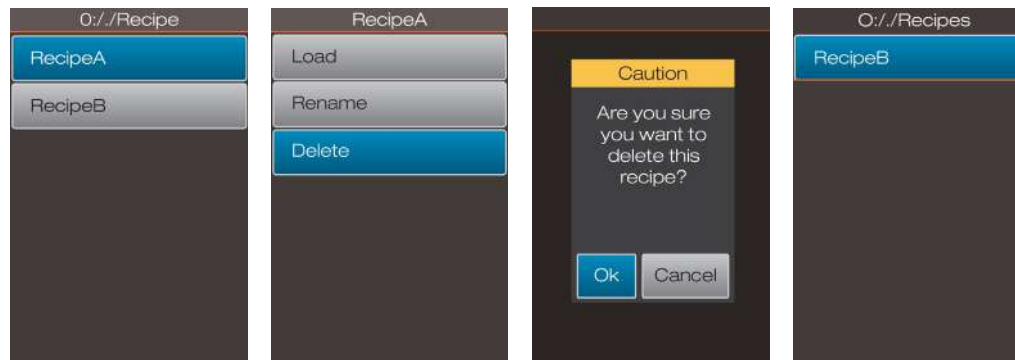 0:/./Recipe
RecipeA
RecipeB
RecipeA
Load
Rename
Delete
Caution
Are you sure
you want to
delete this
recipe?
Ok
Cancel
O:/./Recipes
RecipeB